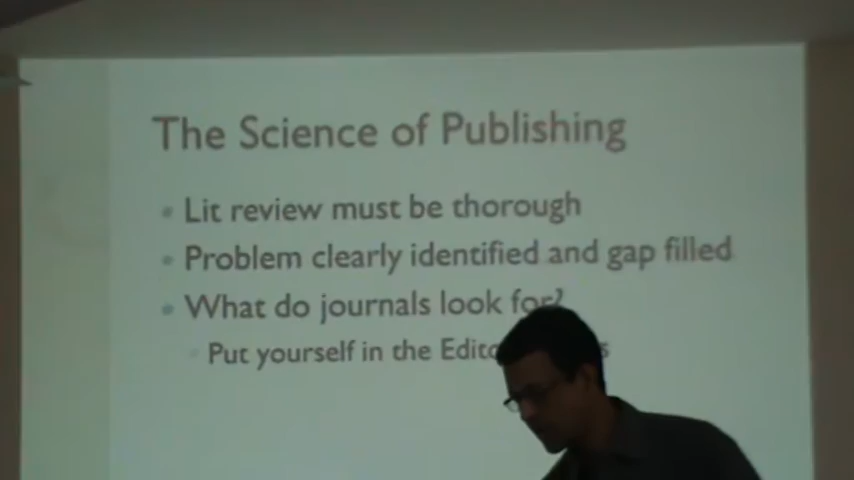 The Science of Publishing
Lit review must be thorough
Problem clearly identified and gap filled
What do journals look for?
Put yourself in the